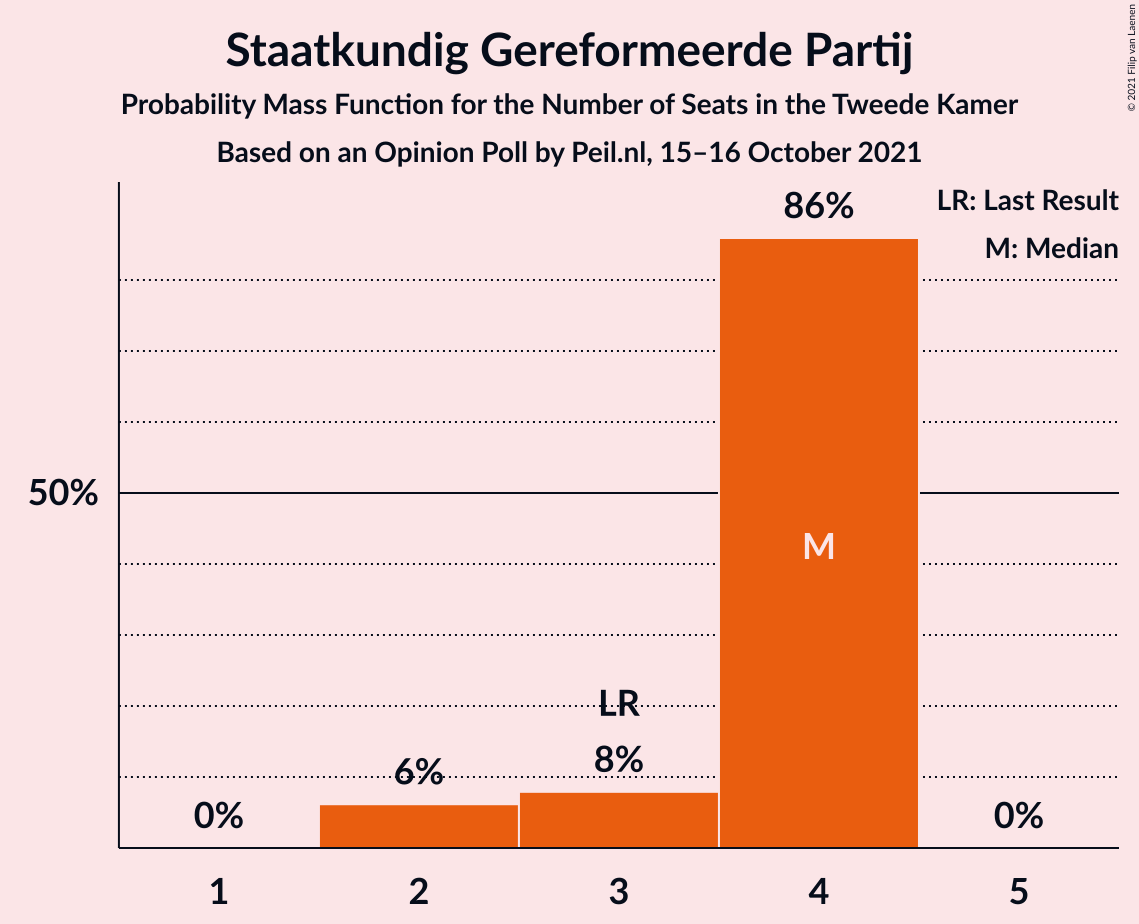 Staatkundig Gereformeerde Partij
Probability Mass Function for the Number of Seats in the Tweede Kamer
Based on an Opinion Poll by Peil.nl, 15–16 October 2021
© 2021 Filip van Laenen
LR: Last Result
M: Median
86%
50%
M
LR
8%
6%
0%
0%
1
2
3
4
5